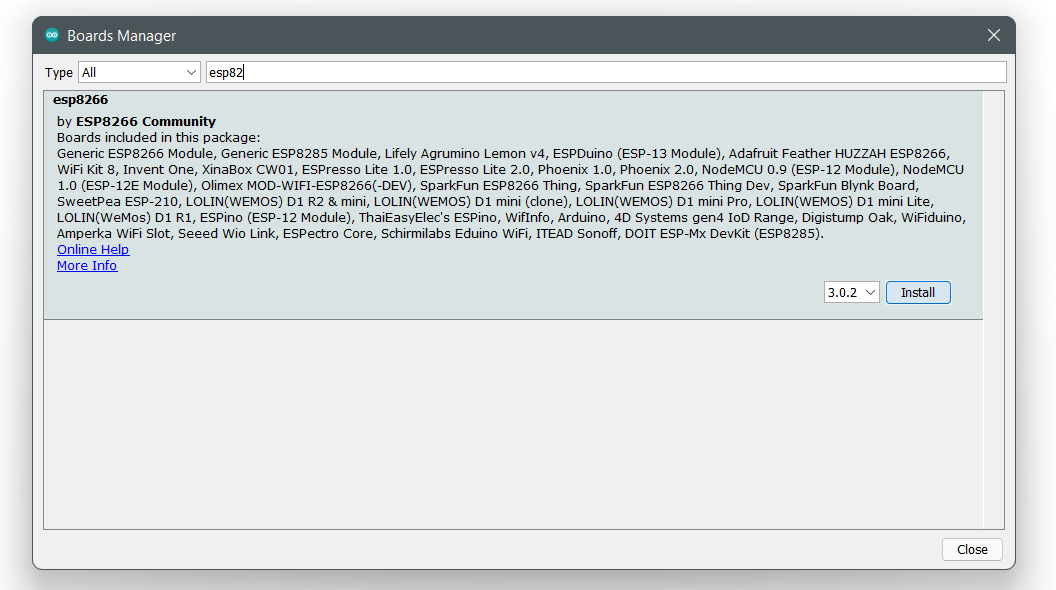 Boards Manager
Type All esp82
esp8266
by ESP8266 Community
Boards included in this package:
Generic ESP8266 Module, Generic ESP8285 Module, Lifely Agrumino Lemon v4, ESPDuino (ESP-13 Module), Adafruit Feather HUZZAH ESP8266,
WiFi Kit 8, Invent One, XinaBox CW01, ESPresso Lite 1.0, ESPresso Lite 2.0, Phoenix 1.0, Phoenix 2.0, NodeMCU 0.9 (ESP-12 Module), NodeMCU
1.0 (ESP-12E Module), Olimex MOD-WIFI-ESP8266(-DEV), SparkFun ESP8266 Thing, SparkFun ESP8266 Thing Dev, SparkFun Blynk Board,
SweetPea ESP-210, LOLIN(WEMOS) D1 R2 & mini, LOLIN(WEMOS) D1 mini (clone), LOLIN(WEMOS) D1 mini Pro, LOLIN(WEMOS) D1 mini Lite,
LOLIN(WeMos) D1 R1, ESPino (ESP-12 Module), ThaiEasyElec's ESPino, WifInfo, Arduino, 4D Systems gen4 IoD Range, Digistump Oak, WiFiduino,
Amperka WiFi Slot, Seeed Wio Link, ESPectro Core, Schirmilabs Eduino WiFi, ITEAD Sonoff, DOIT ESP-Mx DevKit (ESP8285).
Online Help
More Info
3.0.2 Install
Close